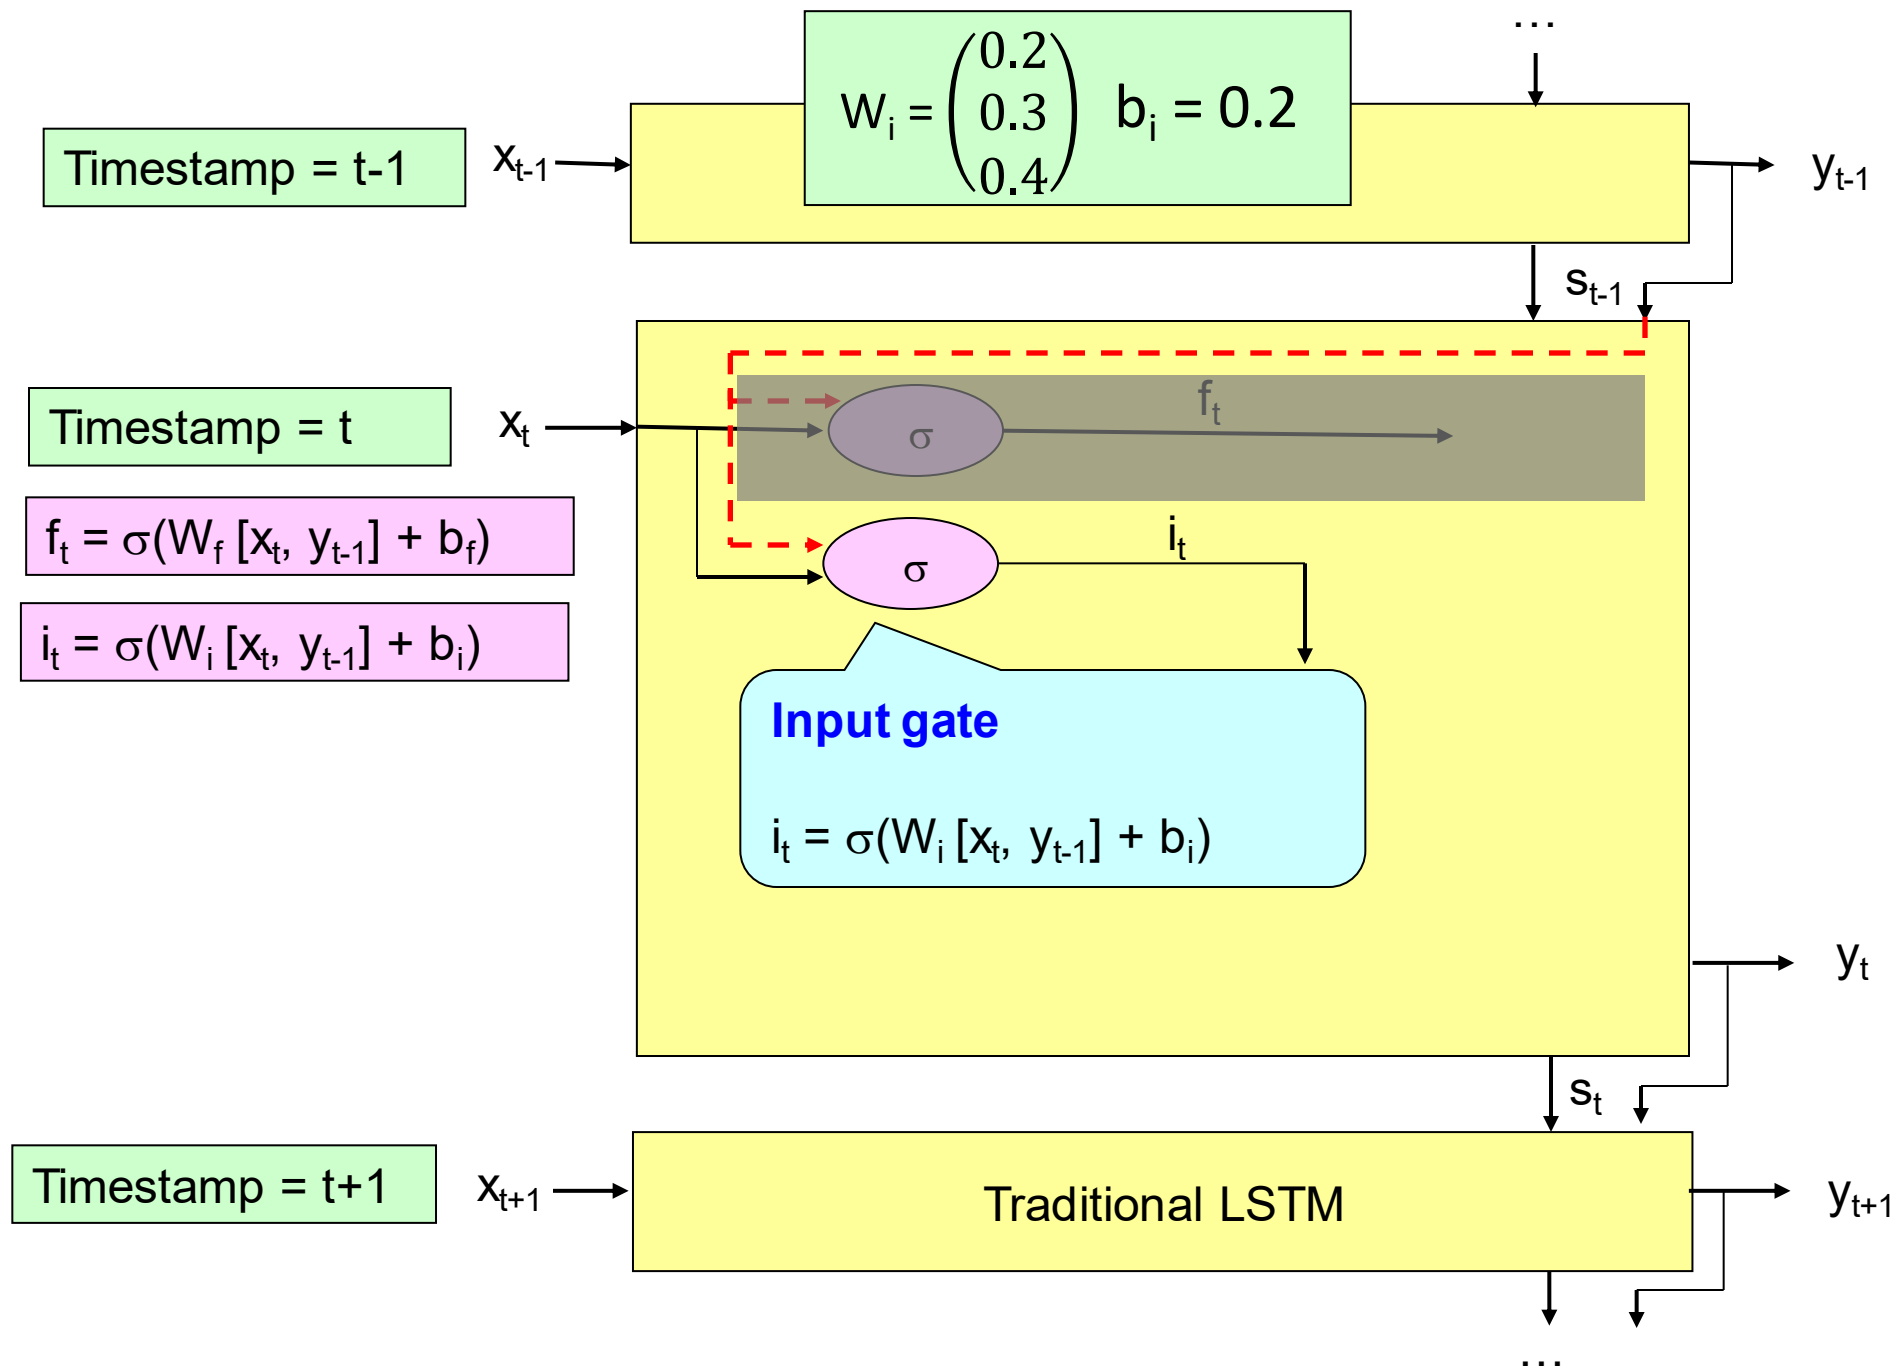 ...
W_i = (0.2 0.3 0.4) b_i = 0.2
Timestamp = t-1
x_{t-1}
y_{t-1}
s_{t-1}
Timestamp = t
x_t
σ
f_t
f_t = σ(W_f [x_t, y_{t-1}] + b_f)
σ
i_t
i_t = σ(W_i [x_t, y_{t-1}] + b_i)
Input gate
i_t = σ(W_i [x_t, y_{t-1}] + b_i)
y_t
s_t
Timestamp = t+1
x_{t+1}
Traditional LSTM
y_{t+1}
...